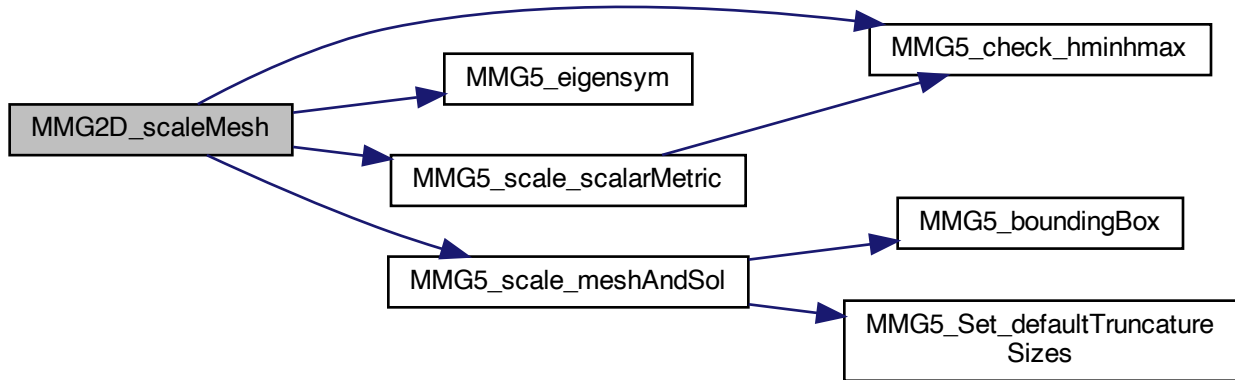 MMG2D_scaleMesh
MMG5_check_hminhmax
MMG5_eigensym
MMG5_scale_scalarMetric
MMG5_scale_meshAndSol
MMG5_boundingBox
MMG5_Set_defaultTruncature
Sizes